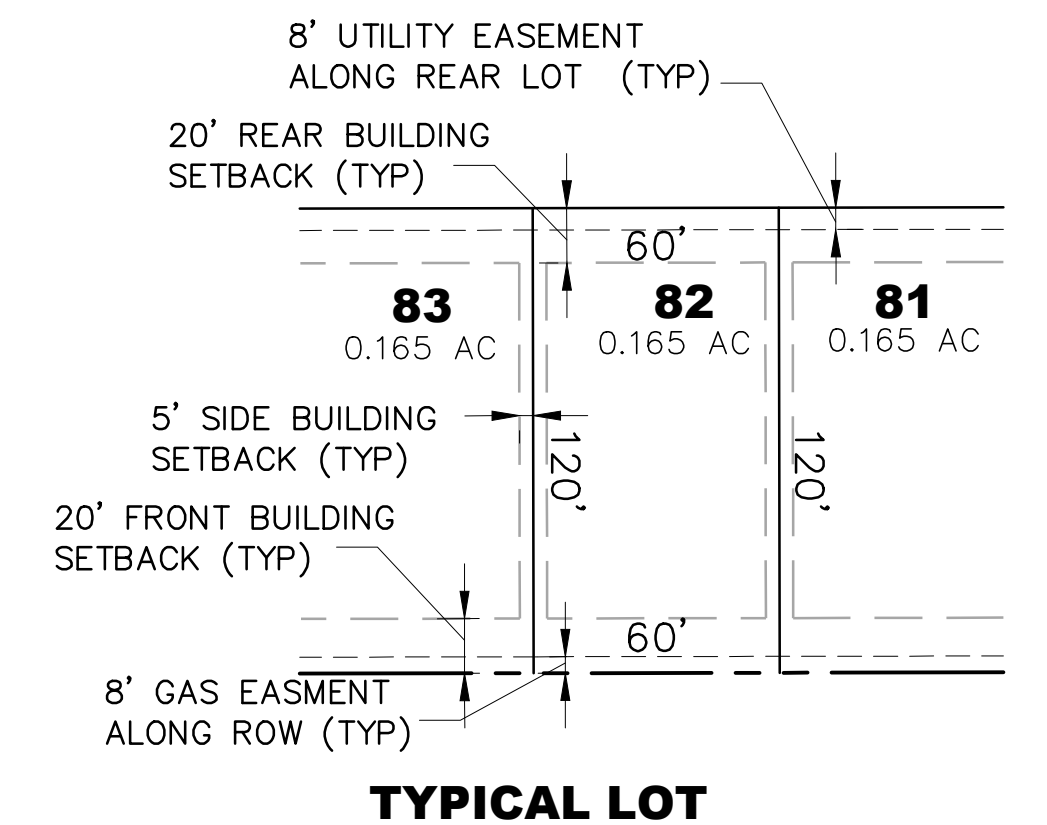 8' UTILITY EASEMENT
ALONG REAR LOT (TYP)
20' REAR BUILDING
SETBACK (TYP)
60'
83
0.165 AC
82
0.165 AC
81
0.165 AC
5' SIDE BUILDING
SETBACK (TYP)
120'
120'
20' FRONT BUILDING
SETBACK (TYP)
60'
8' GAS EASMENT
ALONG ROW (TYP)
TYPICAL LOT